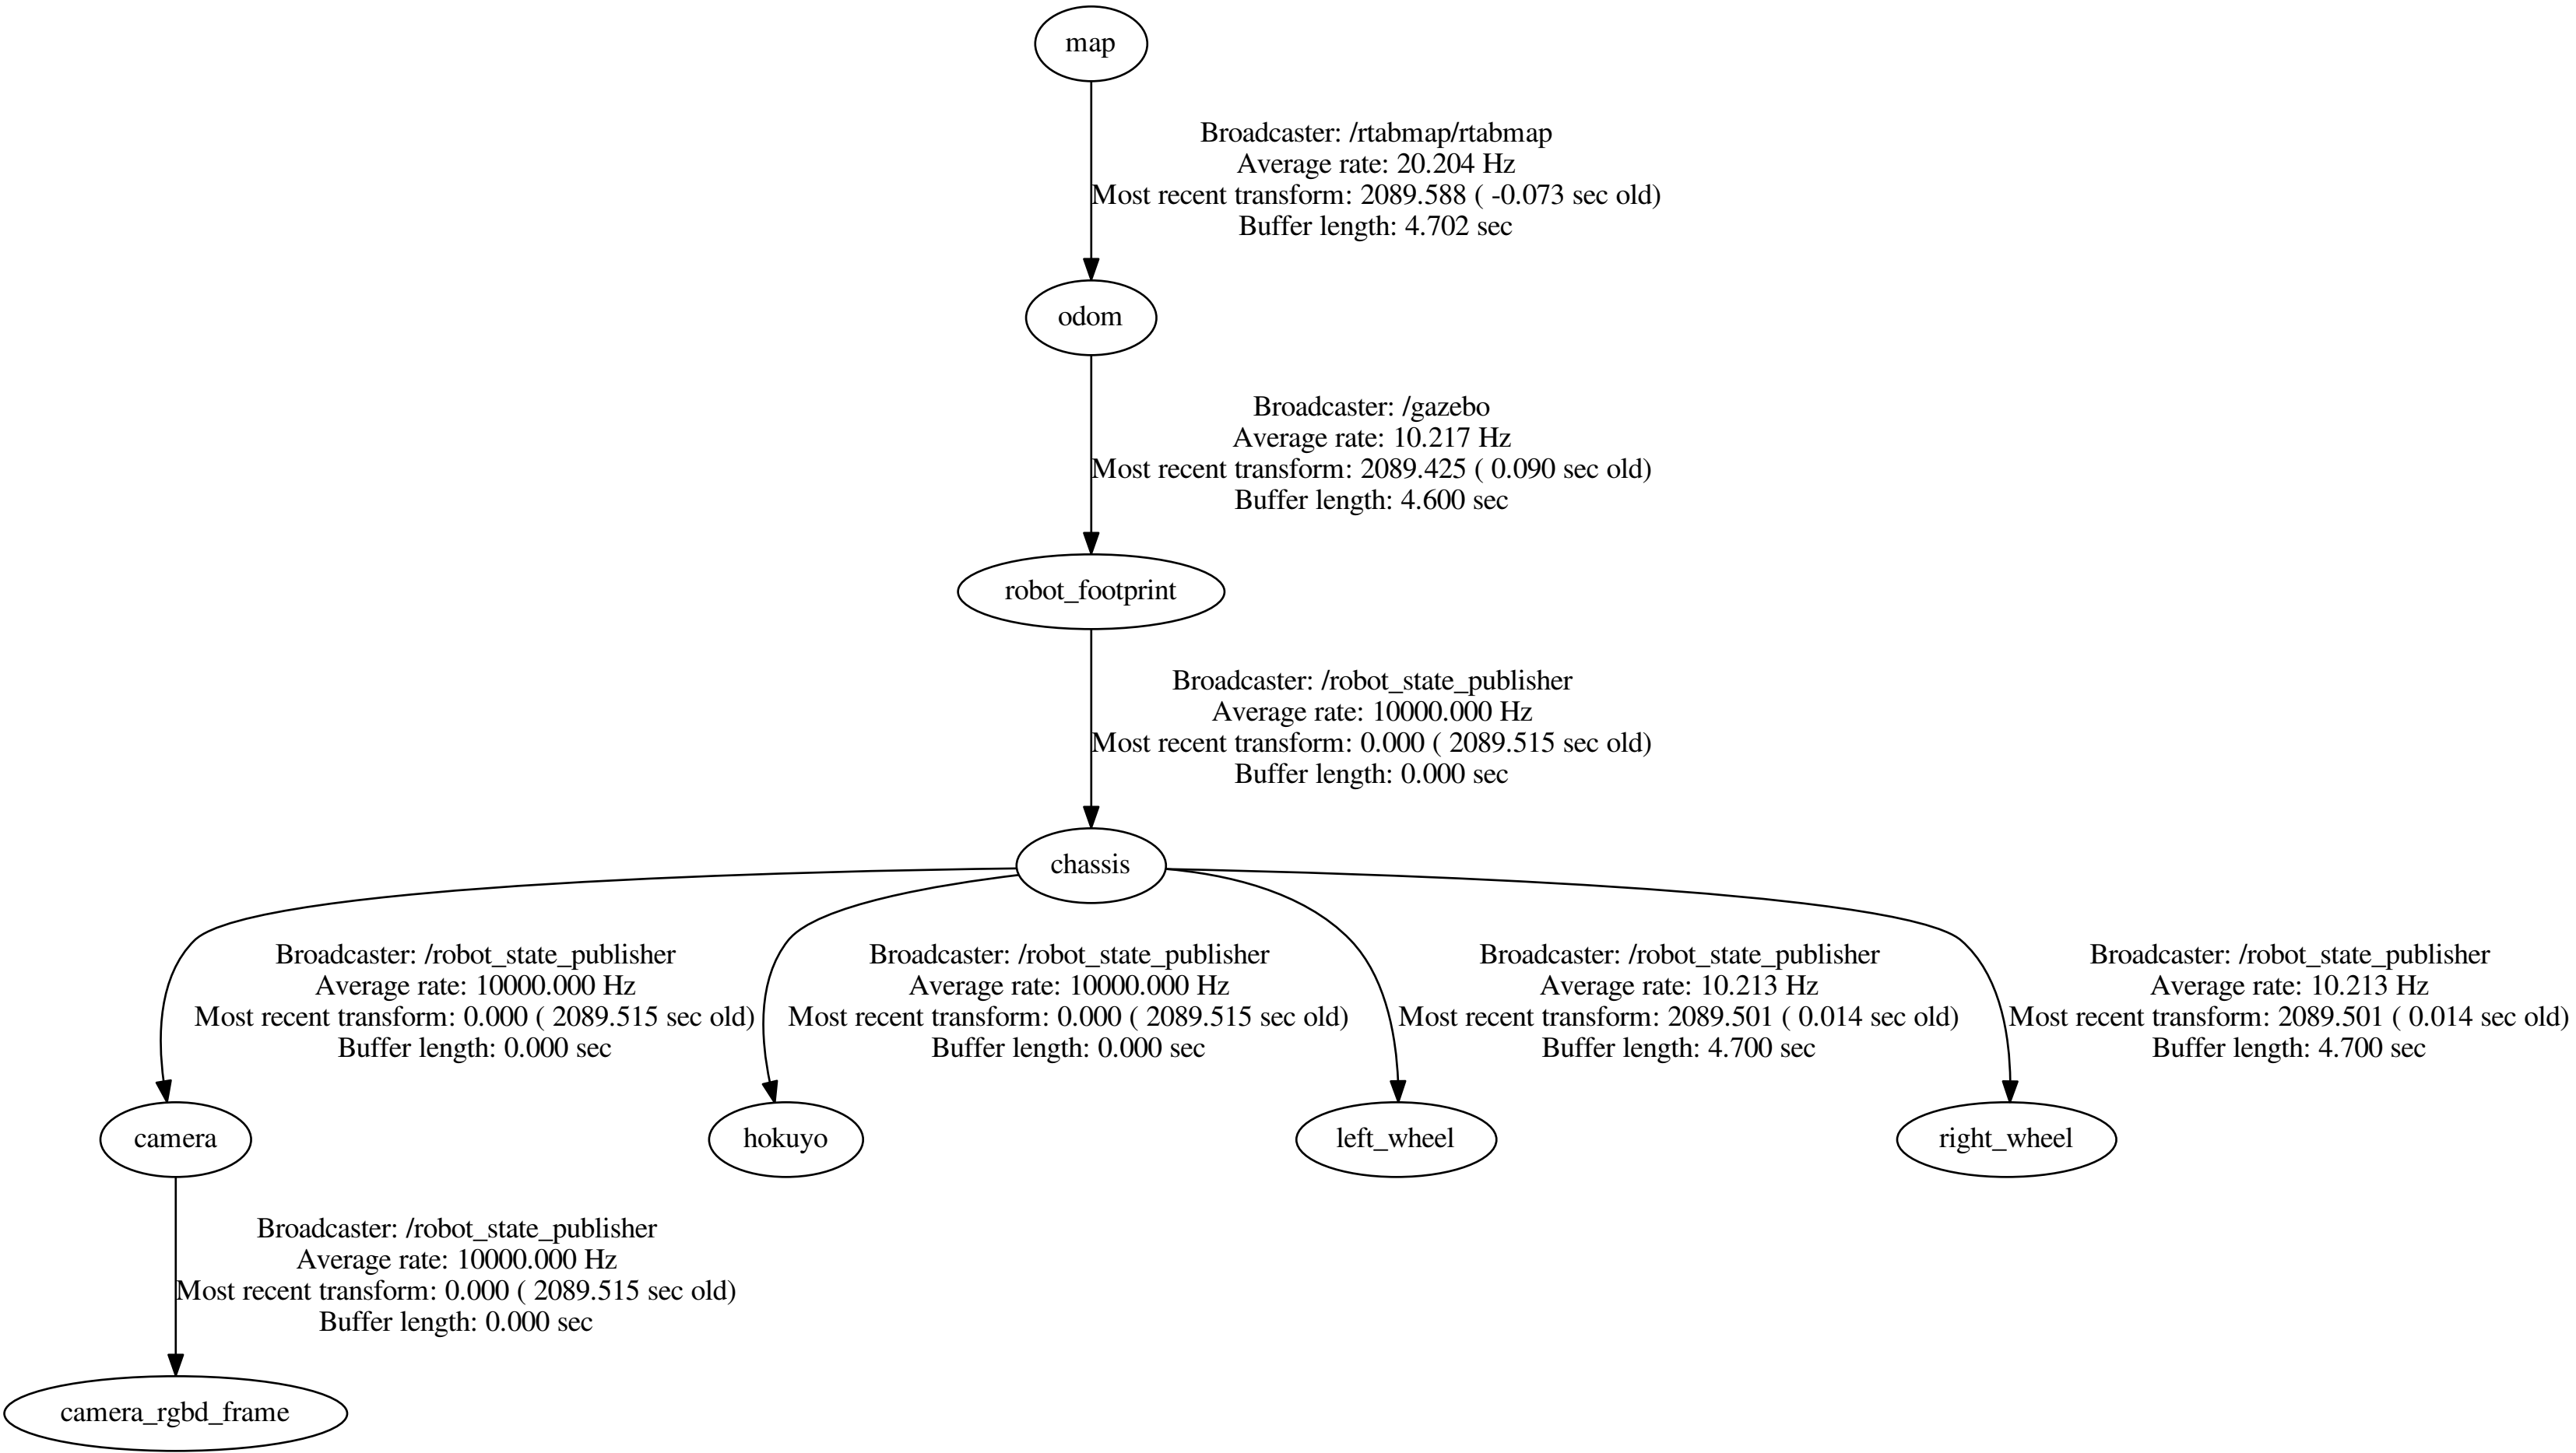 map
Broadcaster: /rtabmap/rtabmap
Average rate: 20.204 Hz
Most recent transform: 2089.588 ( -0.073 sec old)
Buffer length: 4.702 sec
odom
Broadcaster: /gazebo
Average rate: 10.217 Hz
Most recent transform: 2089.425 ( 0.090 sec old)
Buffer length: 4.600 sec
robot_footprint
Broadcaster: /robot_state_publisher
Average rate: 10000.000 Hz
Most recent transform: 0.000 ( 2089.515 sec old)
Buffer length: 0.000 sec
chassis
Broadcaster: /robot_state_publisher
Average rate: 10000.000 Hz
Most recent transform: 0.000 ( 2089.515 sec old)
Buffer length: 0.000 sec
Broadcaster: /robot_state_publisher
Average rate: 10000.000 Hz
Most recent transform: 0.000 ( 2089.515 sec old)
Buffer length: 0.000 sec
Broadcaster: /robot_state_publisher
Average rate: 10.213 Hz
Most recent transform: 2089.501 ( 0.014 sec old)
Buffer length: 4.700 sec
Broadcaster: /robot_state_publisher
Average rate: 10.213 Hz
Most recent transform: 2089.501 ( 0.014 sec old)
Buffer length: 4.700 sec
camera
hokuyo
left_wheel
right_wheel
Broadcaster: /robot_state_publisher
Average rate: 10000.000 Hz
Most recent transform: 0.000 ( 2089.515 sec old)
Buffer length: 0.000 sec
camera_rgbd_frame